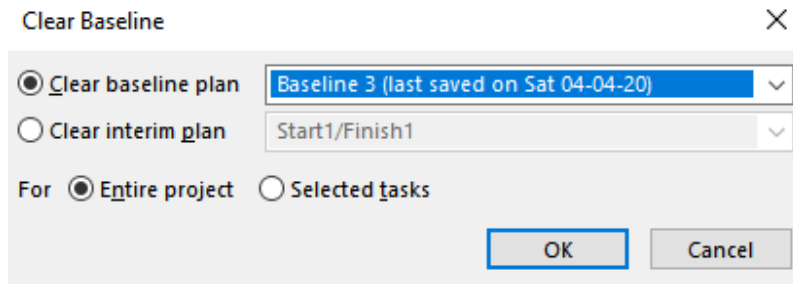 Clear Baseline
Clear baseline plan Baseline 3 (last saved on Sat 04-04-20)
Clear interim plan Start1/Finish1
For Entire project Selected tasks
OK Cancel